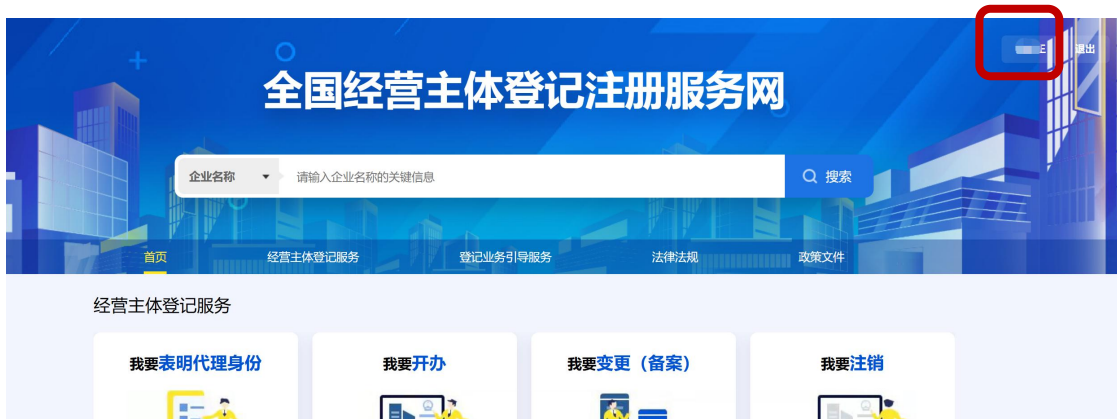 退出
全国经营主体登记注册服务网
企业名称 请输入企业名称的关键信息 搜索
首页 经营主体登记服务 登记业务引导服务 法律法规 政策文件
经营主体登记服务
我要表明代理身份 我要开办 我要变更（备案） 我要注销